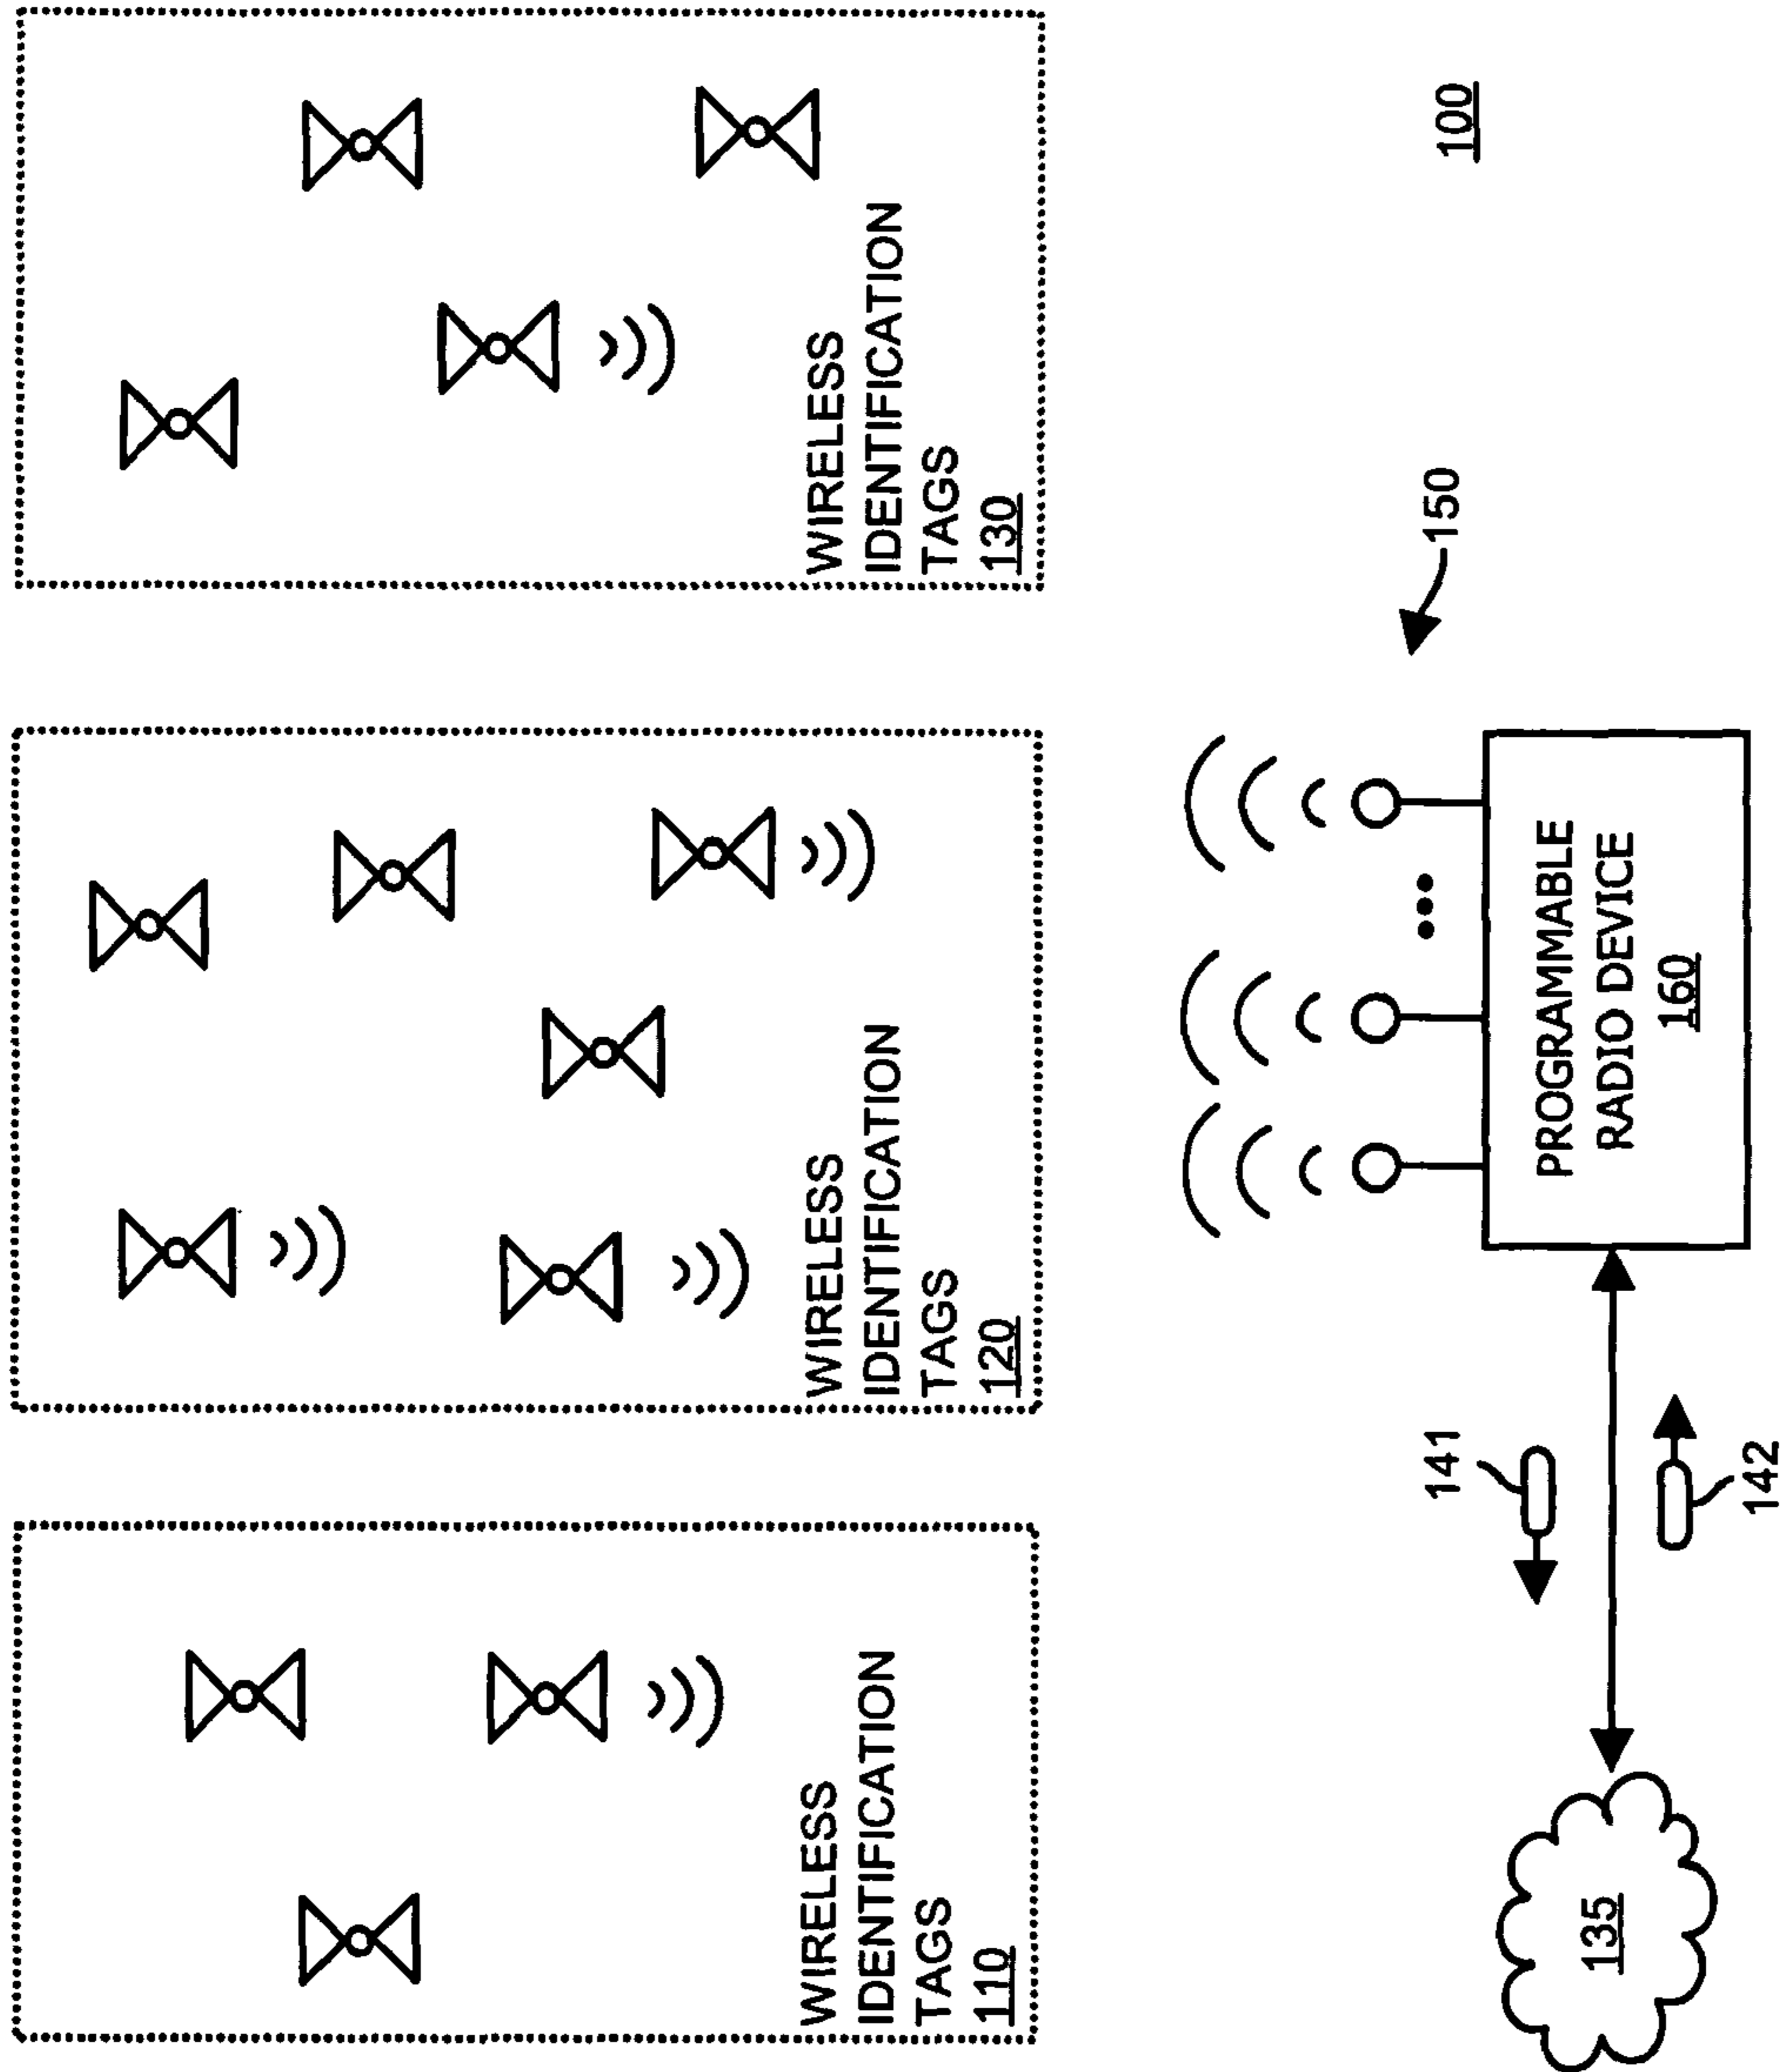 WIRELESS
IDENTIFICATION
TAGS
110
WIRELESS
IDENTIFICATION
TAGS
120
WIRELESS
IDENTIFICATION
TAGS
130
141
142
135
150
PROGRAMMABLE
RADIO DEVICE
160
100